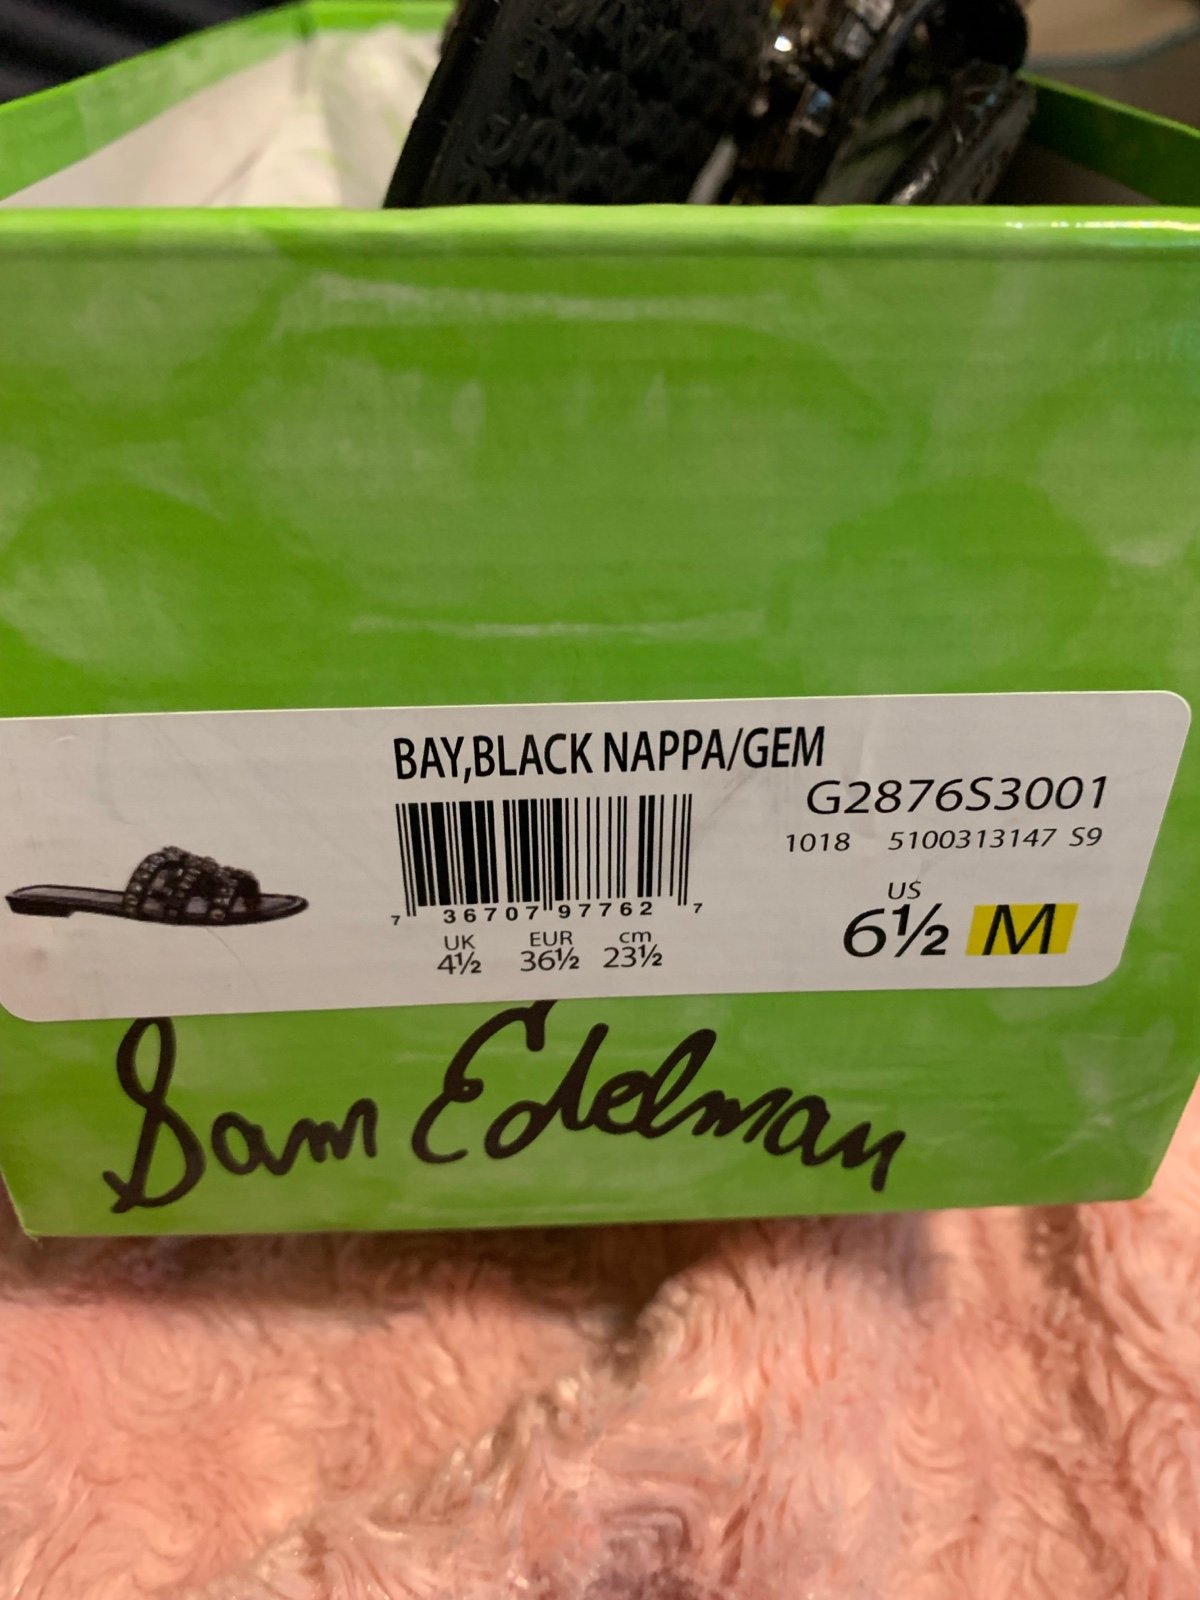 BAY,BLACK NAPPA/GEM
G2876S3001
1018 5100313147 S9
7 36707 97762 7
UK EUR cm
4½ 36½ 23½
US
6½ M
Sam Edelman